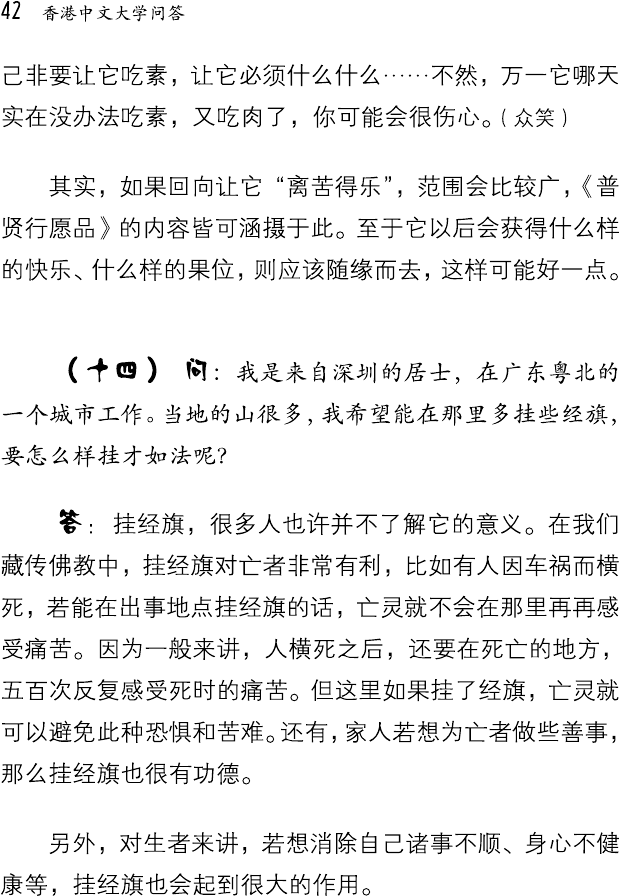 42 香港中文大学问答
己非要让它吃素，让它必须什么什么……不然，万一它哪天
实在没办法吃素，又吃肉了，你可能会很伤心。（众笑）
其实，如果回向让它“离苦得乐”，范围会比较广，《普
贤行愿品》的内容皆可涵摄于此。至于它以后会获得什么样
的快乐、什么样的果位，则应该随缘而去，这样可能好一点。
（十四） 问：我是来自深圳的居士，在广东粤北的
一个城市工作。当地的山很多，我希望能在那里多挂些经旗，
要怎么样挂才如法呢？
答：挂经旗，很多人也许并不了解它的意义。在我们
藏传佛教中，挂经旗对亡者非常有利，比如有人因车祸而横
死，若能在出事地点挂经旗的话，亡灵就不会在那里再再感
受痛苦。因为一般来讲，人横死之后，还要在死亡的地方，
五百次反复感受死时的痛苦。但这里如果挂了经旗，亡灵就
可以避免此种恐惧和苦难。还有，家人若想为亡者做些善事，
那么挂经旗也很有功德。
另外，对生者来讲，若想消除自己诸事不顺、身心不健
康等，挂经旗也会起到很大的作用。